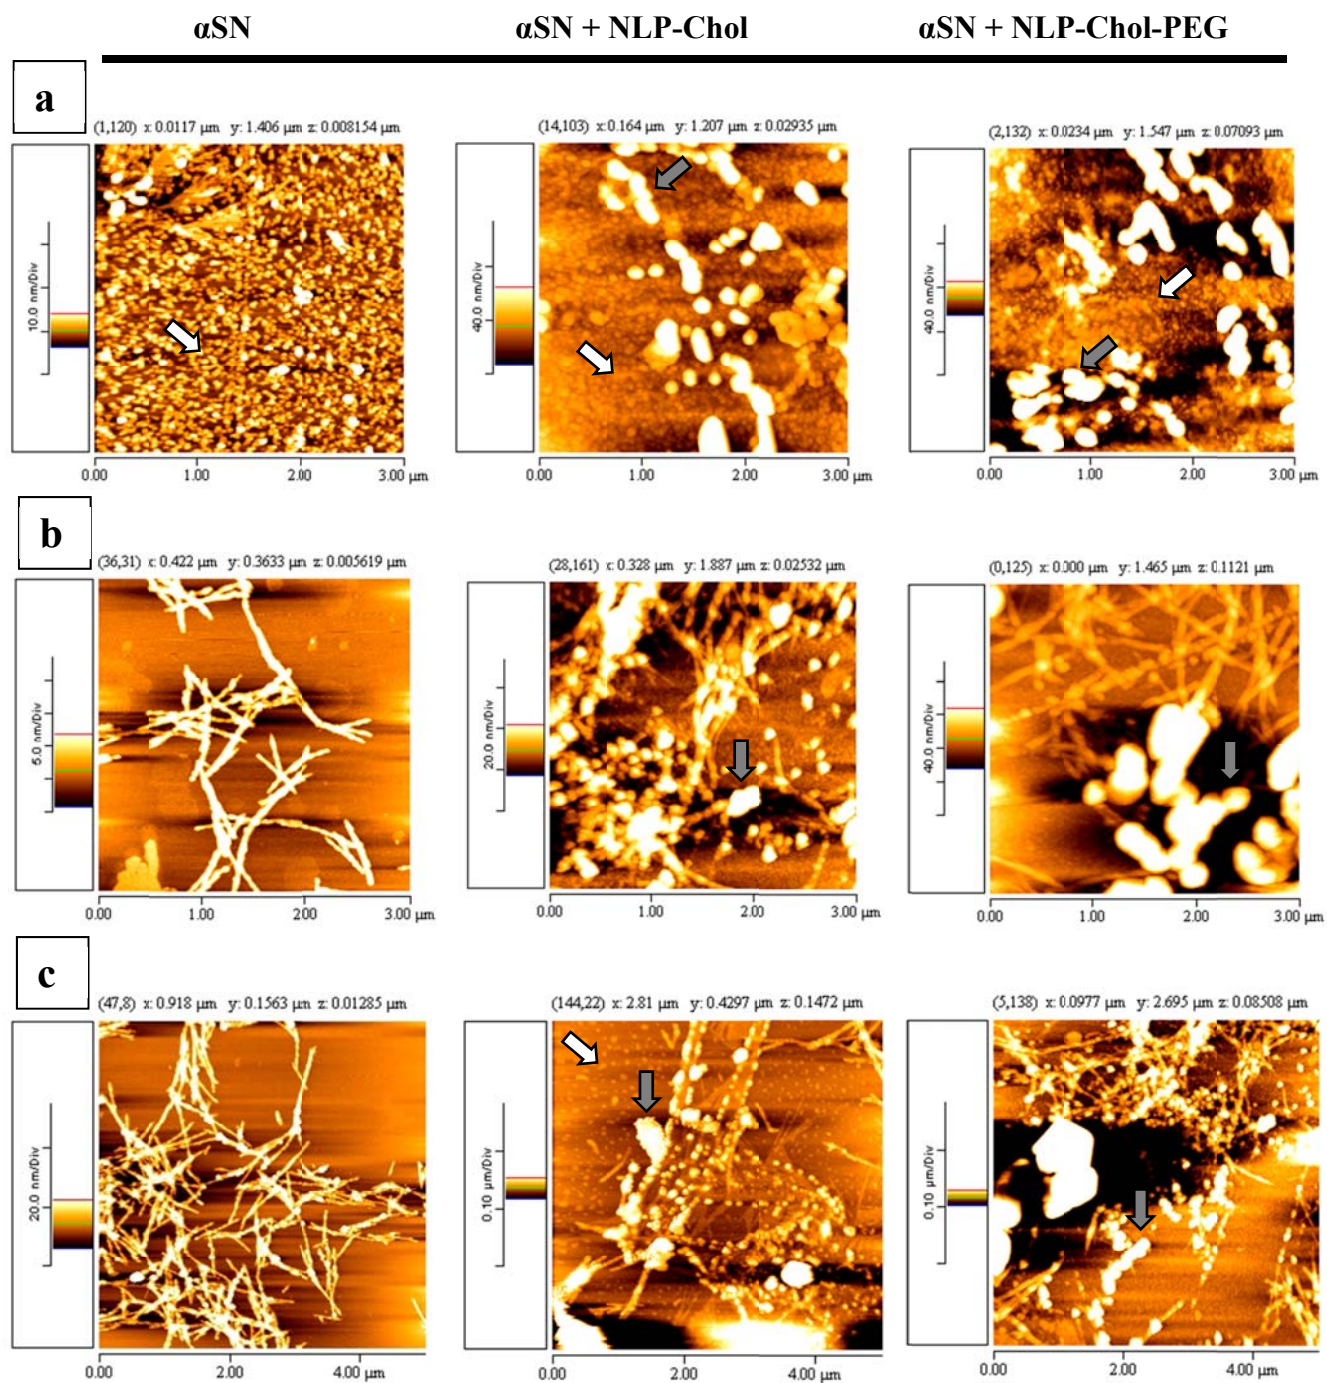 αSN αSN + NLP-Chol αSN + NLP-Chol-PEG
a
(1,120) x: 0.0117 µm y: 1.406 µm z: 0.008154 µm
(14,103) x:0.164 µm y: 1.207 µm z: 0.02935 µm
(2,132) x:0.0234 µm y: 1.547 µm z:0.07093 µm
10.0 nm/Div
40.0 nm/Div
40.0 nm/Div
0.00 1.00 2.00 3.00 µm
0.00 1.00 2.00 3.00 µm
0.00 1.00 2.00 3.00 µm
b
(36,31) x: 0.422 µm y: 0.3633 µm z: 0.005619 µm
(28,161) x: 0.328 µm y: 1.887 µm z: 0.02532 µm
(0,125) x: 0.000 µm y: 1.465 µm z:0.1121 µm
5.0 nm/Div
20.0 nm/Div
40.0 nm/Div
0.00 1.00 200 3.00 µm
0.00 1.00 2.00 3.00 µm
0.00 1.00 2.00 3.00 µm
c
(47,8) x: 0.918 µm y: 0.1563 µm z: 0.01285 µm
(144,22) x: 2.81 µm y: 0.4297 µm z: 0.1472 µm
(5,138) x: 0.0977 µm y: 2.695 µm z: 0.08508 µm
20.0 nm/Div
0.10 µm/Div
0.10 µm/Div
0.00 2.00 4.00 µm
0.00 2.00 4.00 µm
0.00 2.00 4.00 µm